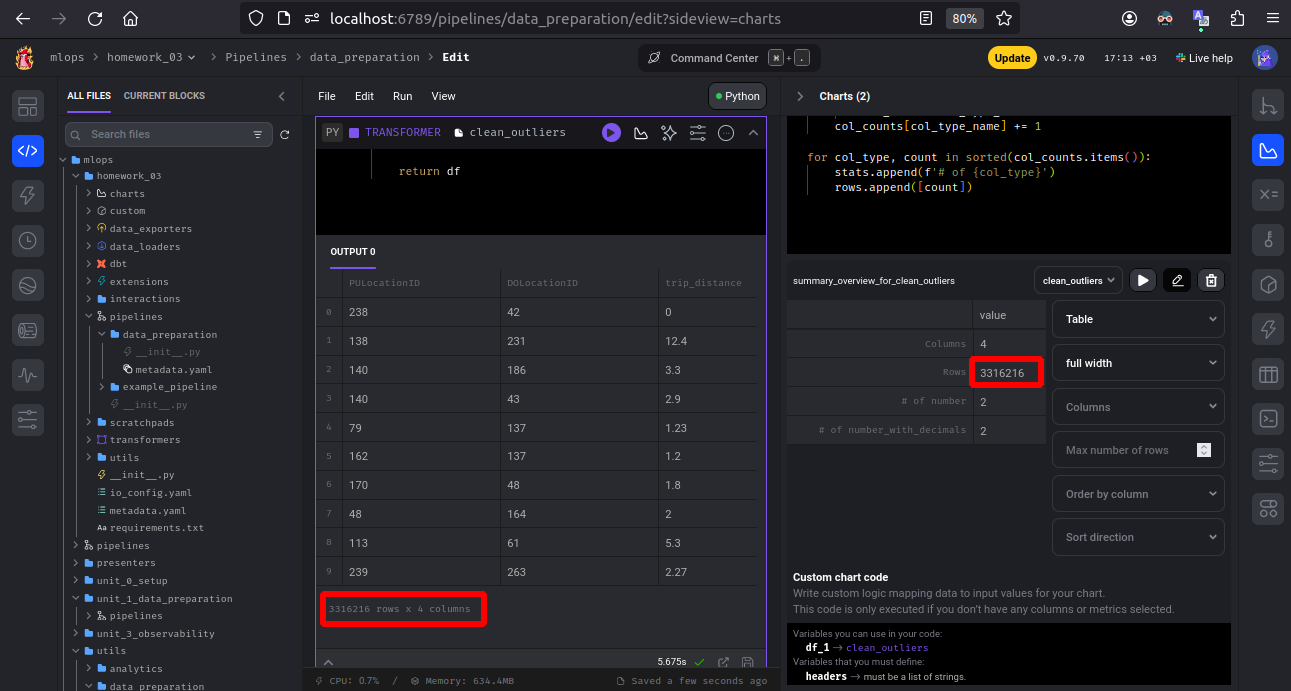 localhost:6789/pipelines/data_preparation/edit?sideview=charts
80%
mlops
homework_03
Pipelines
data_preparation
Edit
Command Center
⌘ + .
Update
v0.9.70
17:13 +03
Live help
ALL FILES
CURRENT BLOCKS
Search files
mlops
homework_03
charts
custom
data_exporters
data_loaders
dbt
extensions
interactions
pipelines
data_preparation
__init__.py
metadata.yaml
example_pipeline
__init__.py
scratchpads
transformers
utils
__init__.py
io_config.yaml
metadata.yaml
Aa requirements.txt
pipelines
presenters
unit_0_setup
unit_1_data_preparation
pipelines
unit_3_observability
utils
analytics
data_preparation
File Edit Run View
Python
PY TRANSFORMER clean_outliers
return df
OUTPUT 0
PULocationID DOLocationID trip_distance
0 238 42 0
1 138 231 12.4
2 140 186 3.3
3 140 43 2.9
4 79 137 1.23
5 162 137 1.2
6 170 48 1.8
7 48 164 2
8 113 61 5.3
9 239 263 2.27
3316216 rows x 4 columns
5.675s
CPU: 0.7% / Memory: 634.4MB
Saved a few seconds ago
Charts (2)
col_counts[col_type_name] += 1
for col_type, count in sorted(col_counts.items()):
stats.append(f'# of {col_type}')
rows.append([count])
summary_overview_for_clean_outliers
clean_outliers
value
Columns 4
Rows 3316216
# of number 2
# of number_with_decimals 2
Table
full width
Columns
Max number of rows
Order by column
Sort direction
Custom chart code
Write custom logic mapping data to input values for your chart.
This code is only executed if you don't have any columns or metrics selected.
Variables you can use in your code:
df_1 → clean_outliers
Variables that you must define:
headers → must be a list of strings.